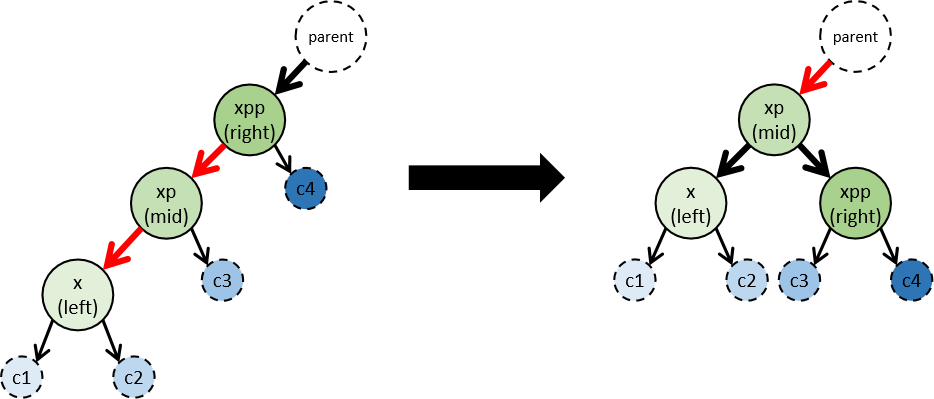 parent
xpp
(right)
c4
xp
(mid)
c3
x
(left)
c1
c2
parent
xp
(mid)
x
(left)
xpp
(right)
c1
c2
c3
c4